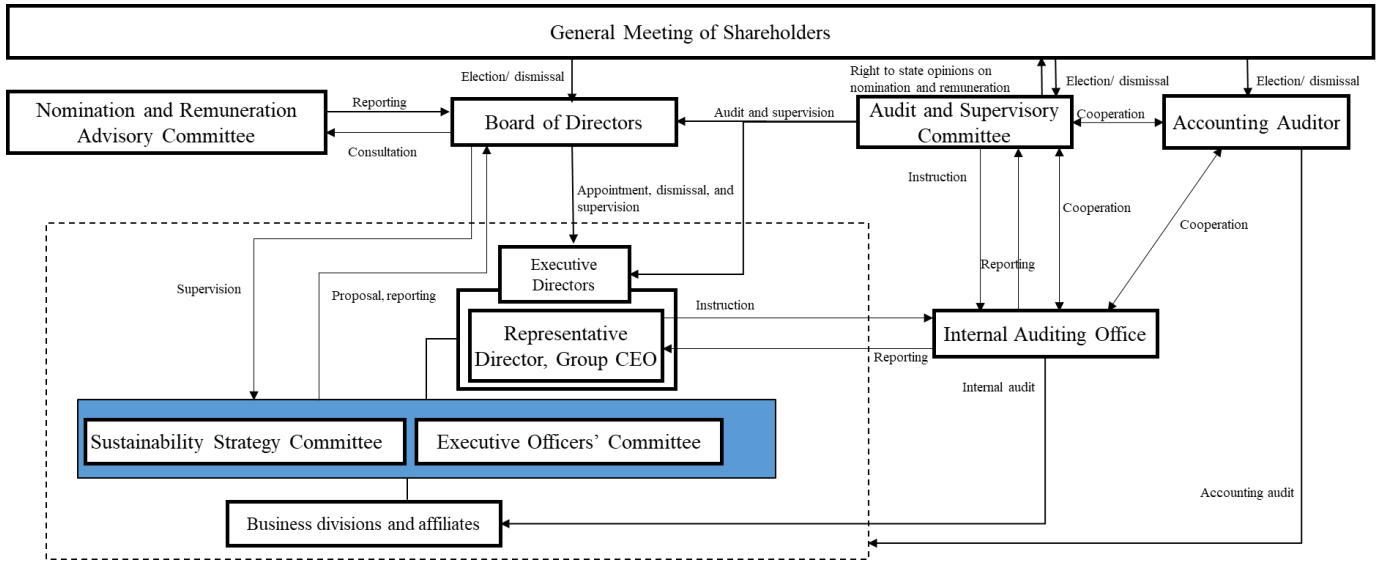 General Meeting of Shareholders
Election/ dismissal
Right to state opinions on
nomination and remuneration
Election/ dismissal
Election/ dismissal
Nomination and Remuneration
Advisory Committee
Reporting
Consultation
Board of Directors
Audit and supervision
Audit and Supervisory
Committee
Cooperation
Accounting Auditor
Appointment, dismissal, and
supervision
Instruction
Cooperation
Cooperation
Reporting
Supervision
Proposal, reporting
Executive
Directors
Instruction
Representative
Director, Group CEO
Reporting
Internal Auditing Office
Internal audit
Sustainability Strategy Committee
Executive Officers’ Committee
Accounting audit
Business divisions and affiliates